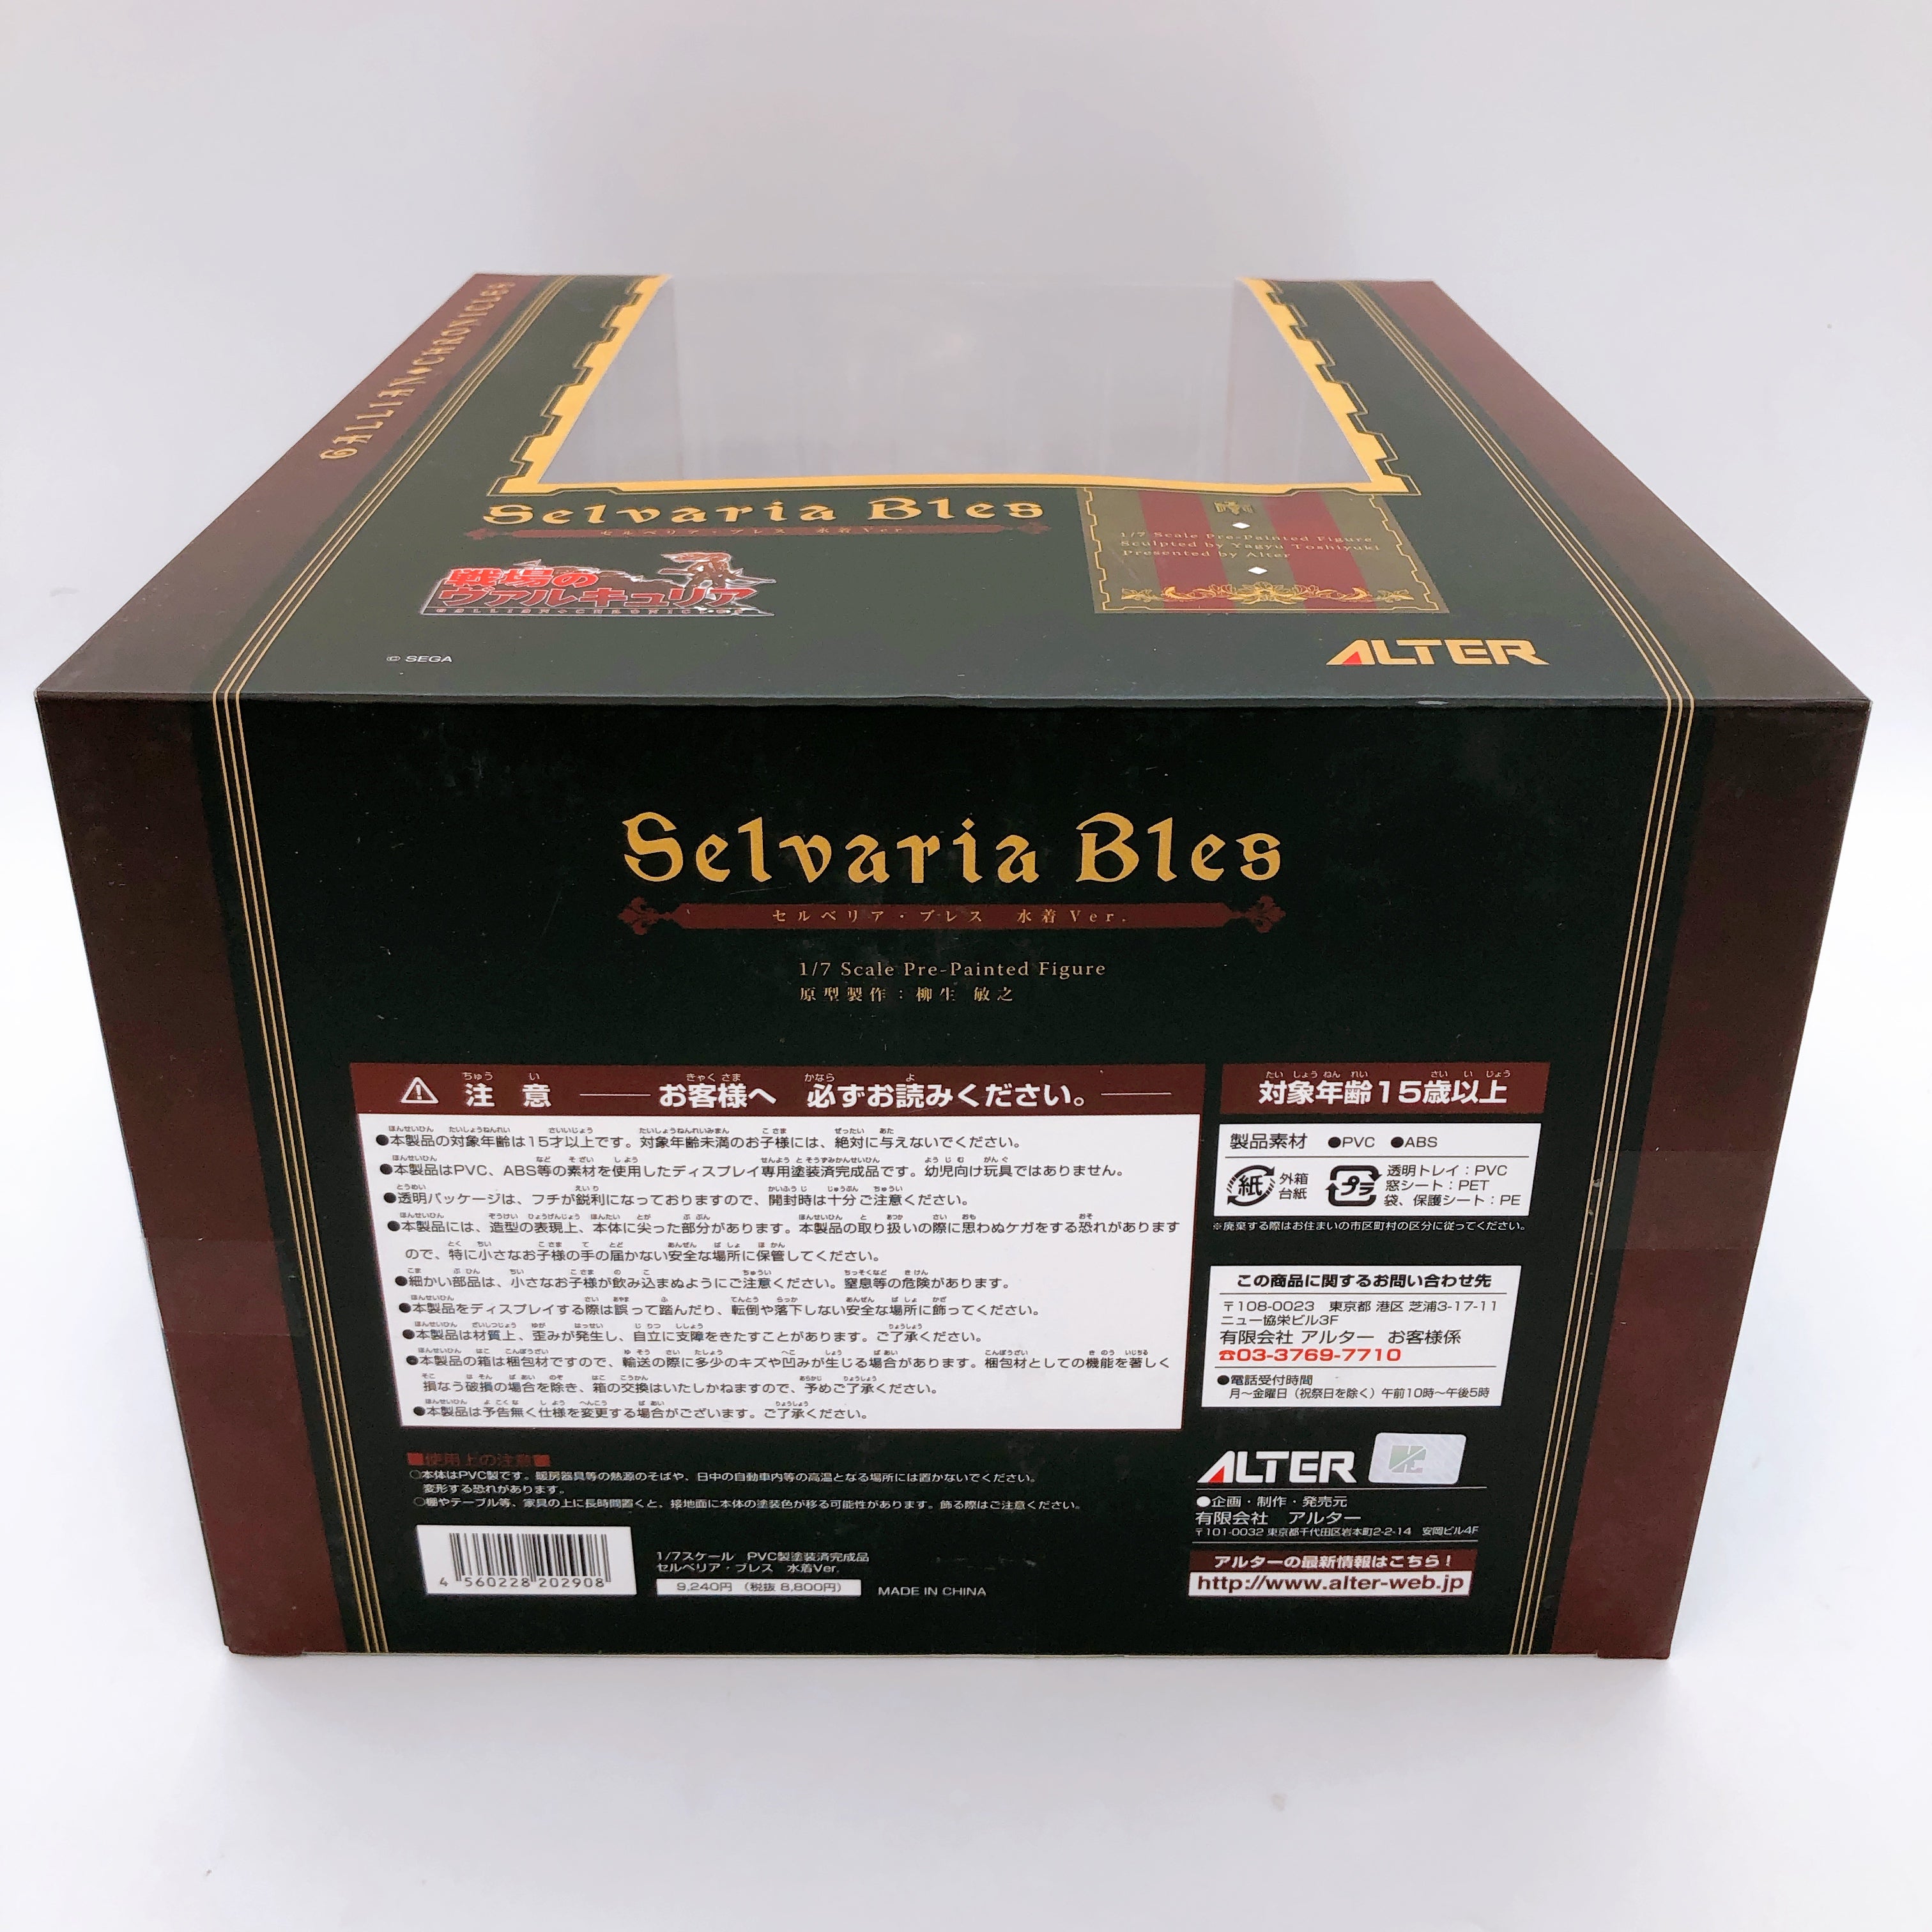 GALLIAN◆CHRONICLES
Selvaria Bles
セルベリア・ブレス 水着Ver.
1/7 Scale Pre-Painted Figure
Sculpted by Yagyu Toshiyuki
Presented by Alter
戦場の
ヴァルキュリア
GALLIAN◆CHRONICLES
© SEGA
ALTER
Selvaria Bles
セルベリア・ブレス 水着Ver.
1/7 Scale Pre-Painted Figure
原型製作:柳生 敏之
⚠ 注意 ── お客様へ 必ずお読みください。──
●本製品の対象年齢は15才以上です。対象年齢未満のお子様には、絶対に与えないでください。
●本製品はPVC、ABS等の素材を使用したディスプレイ専用塗装済完成品です。幼児向け玩具ではありません。
●透明パッケージは、フチが鋭利になっておりますので、開封時は十分ご注意ください。
●本製品には、造型の表現上、本体に尖った部分があります。本製品の取り扱いの際に思わぬケガをする恐れがあります
ので、特に小さなお子様の手の届かない安全な場所に保管してください。
●細かい部品は、小さなお子様が飲み込まぬようにご注意ください。窒息等の危険があります。
●本製品をディスプレイする際は誤って踏んだり、転倒や落下しない安全な場所に飾ってください。
●本製品は材質上、歪みが発生し、自立に支障をきたすことがあります。ご了承ください。
●本製品の箱は梱包材ですので、輸送の際に多少のキズや凹みが生じる場合があります。梱包材としての機能を著しく
損なう破損の場合を除き、箱の交換はいたしかねますので、予めご了承ください。
●本製品は予告無く仕様を変更する場合がございます。ご了承ください。
■使用上の注意■
○本体はPVC製です。暖房器具等の熱源のそばや、日中の自動車内等の高温となる場所には置かないでください。
変形する恐れがあります。
○棚やテーブル等、家具の上に長時間置くと、接地面に本体の塗装色が移る可能性があります。飾る際はご注意ください。
4 560228 202908
1/7スケール PVC製塗装済完成品
セルベリア・ブレス 水着Ver.
9,240円 (税抜 8,800円)
MADE IN CHINA
対象年齢15歳以上
製品素材 ●PVC ●ABS
紙 外箱
台紙
プラ 透明トレイ:PVC
窓シート:PET
袋、保護シート:PE
※廃棄する際はお住まいの市区町村の区分に従ってください。
この商品に関するお問い合わせ先
〒108-0023 東京都 港区 芝浦3-17-11
ニュー協栄ビル3F
有限会社 アルター お客様係
☎03-3769-7710
●電話受付時間
月~金曜日(祝祭日を除く)午前10時~午後5時
ALTER
●企画・制作・発売元
有限会社 アルター
〒101-0032 東京都千代田区岩本町2-2-14 安岡ビル4F
アルターの最新情報はこちら!
http://www.alter-web.jp